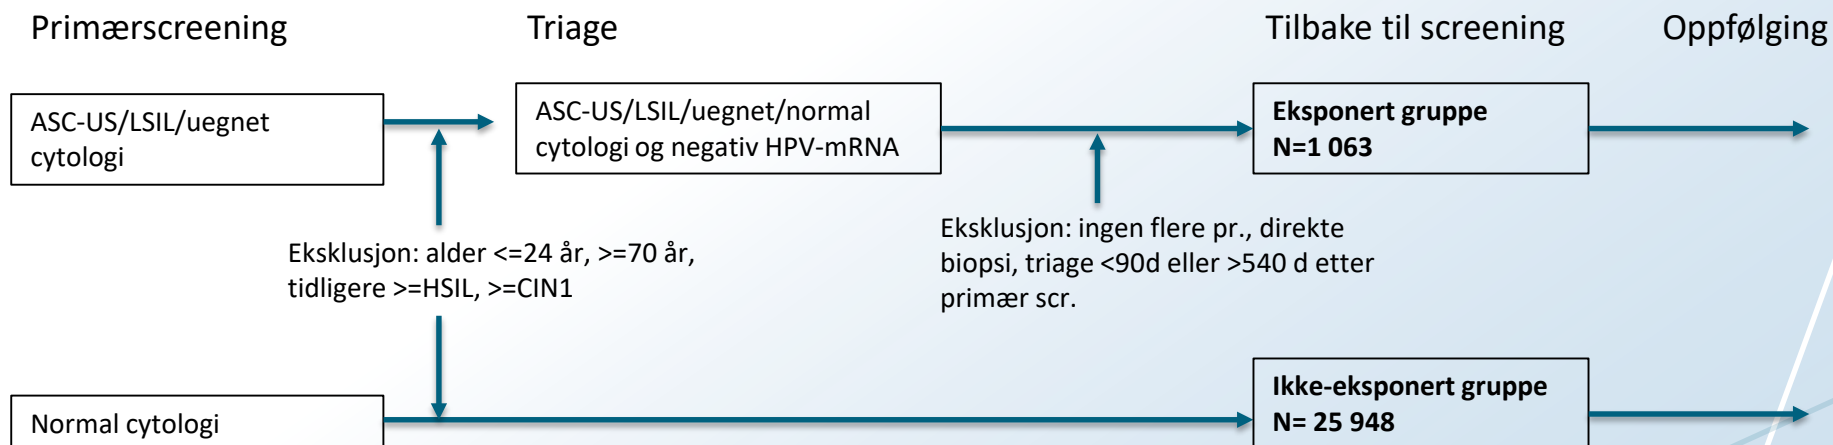 Primærscreening
Triage
Tilbake til screening
Oppfølging
ASC-US/LSIL/uegnet
cytologi
ASC-US/LSIL/uegnet/normal
cytologi og negativ HPV-mRNA
Eksponert gruppe
N=1 063
Eksklusjon: alder <=24 år, >=70 år,
tidligere >=HSIL, >=CIN1
Eksklusjon: ingen flere pr., direkte
biopsi, triage <90d eller >540 d etter
primær scr.
Normal cytologi
Ikke-eksponert gruppe
N= 25 948